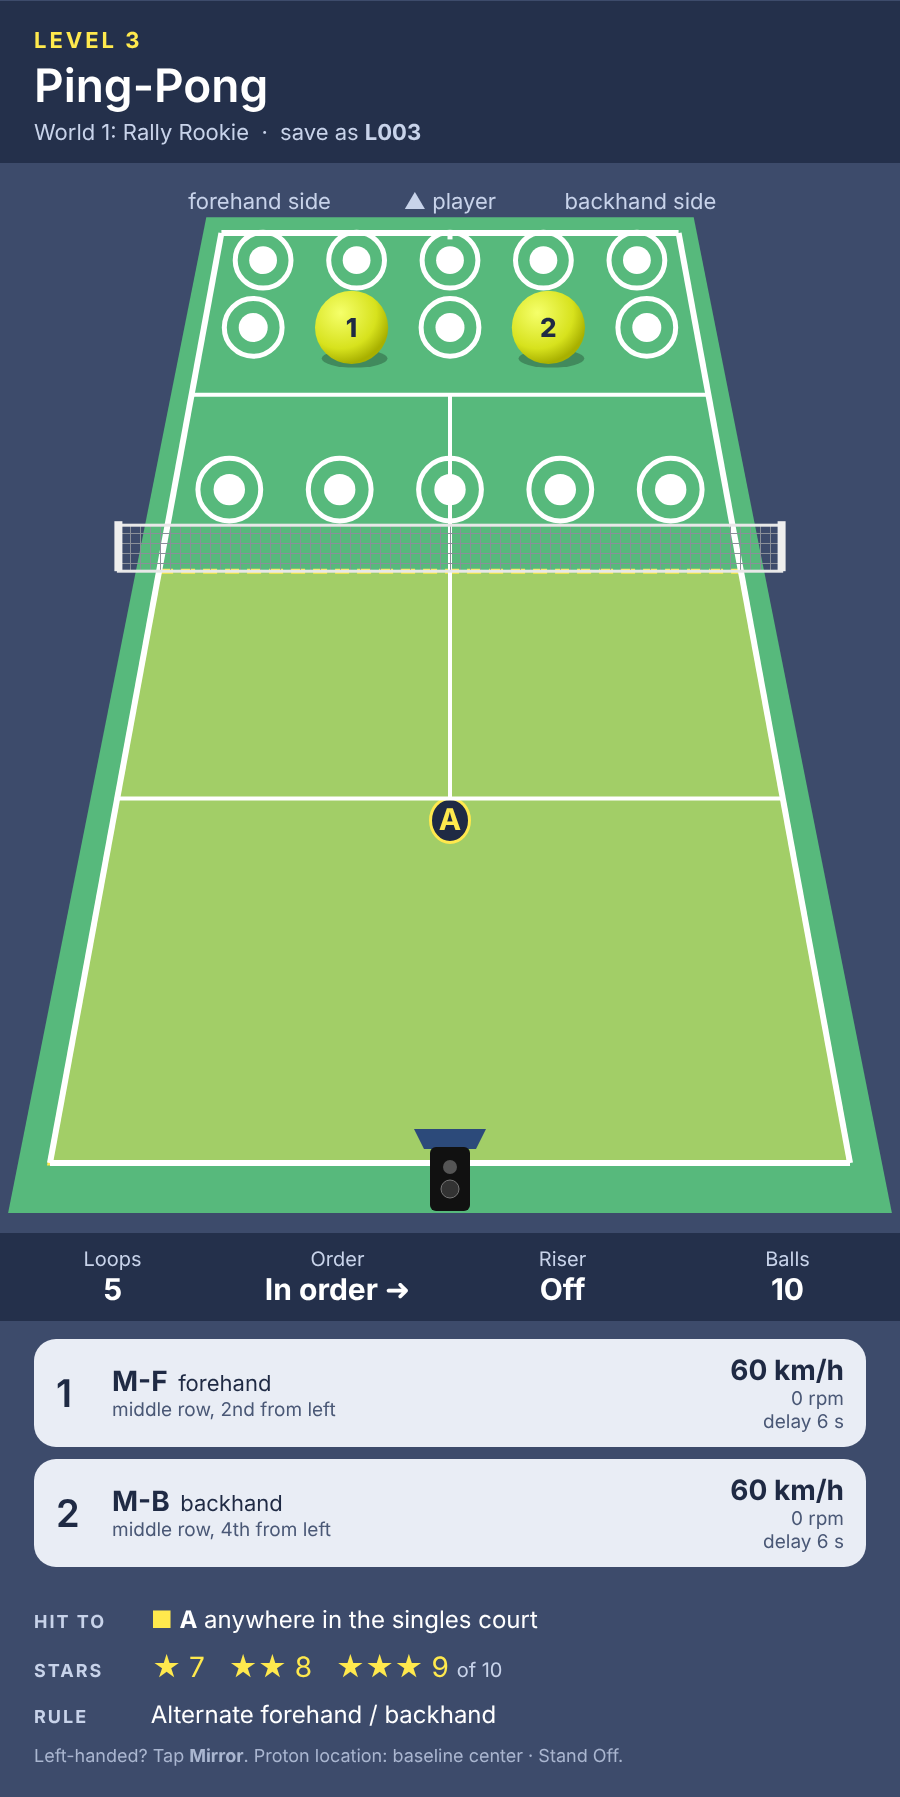 LEVEL 3
Ping-Pong
World 1: Rally Rookie · save as L003
forehand side ▲ player backhand side
1 2
A
Loops Order Riser Balls
5 In order → Off 10
1 M-F forehand 60 km/h
middle row, 2nd from left 0 rpm
delay 6 s
2 M-B backhand 60 km/h
middle row, 4th from left 0 rpm
delay 6 s
HIT TO ■ A anywhere in the singles court
STARS ★ 7 ★★ 8 ★★★ 9 of 10
RULE Alternate forehand / backhand
Left-handed? Tap Mirror. Proton location: baseline center · Stand Off.